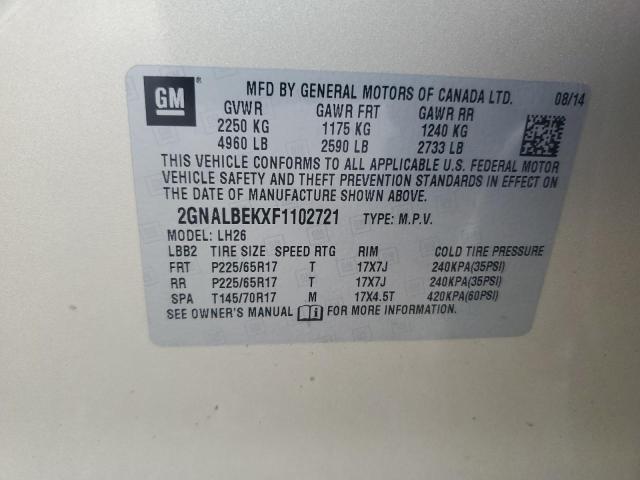 GM ®
MFD BY GENERAL MOTORS OF CANADA LTD. 08/14
GVWR GAWR FRT GAWR RR
2250 KG 1175 KG 1240 KG
4960 LB 2590 LB 2733 LB
THIS VEHICLE CONFORMS TO ALL APPLICABLE U.S. FEDERAL MOTOR
VEHICLE SAFETY AND THEFT PREVENTION STANDARDS IN EFFECT ON
THE DATE OF MANUFACTURE SHOWN ABOVE.
2GNALBEKXF1102721 TYPE: M.P.V.
MODEL: LH26
LBB2 TIRE SIZE SPEED RTG RIM COLD TIRE PRESSURE
FRT P225/65R17 T 17X7J 240KPA(35PSI)
RR P225/65R17 T 17X7J 240KPA(35PSI)
SPA T145/70R17 M 17X4.5T 420KPA(60PSI)
SEE OWNER'S MANUAL FOR MORE INFORMATION.